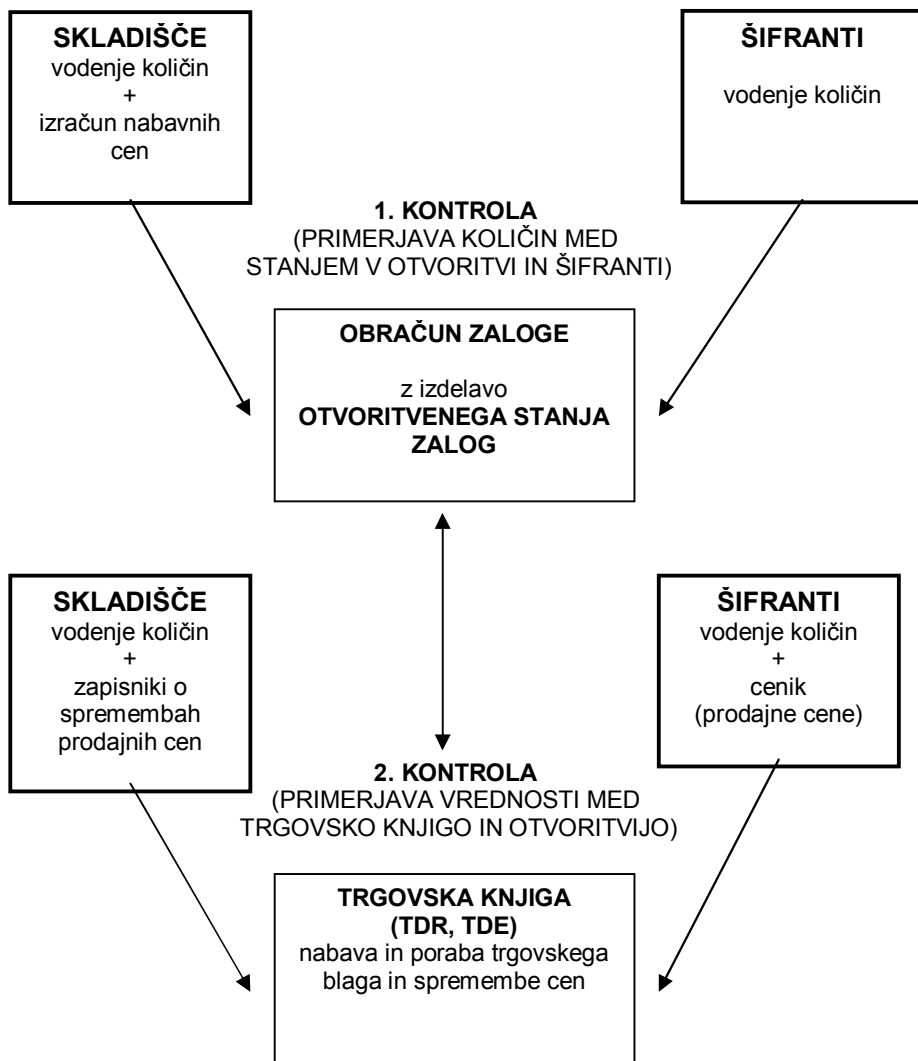 SKLADIŠČE
vodenje količin
+
izračun nabavnih
cen
ŠIFRANTI
vodenje količin
1. KONTROLA
(PRIMERJAVA KOLIČIN MED
STANJEM V OTVORITVI IN ŠIFRANTI)
OBRAČUN ZALOGE
z izdelavo
OTVORITVENEGA STANJA
ZALOG
SKLADIŠČE
vodenje količin
+
zapisniki o
spremembah
prodajnih cen
ŠIFRANTI
vodenje količin
+
cenik
(prodajne cene)
2. KONTROLA
(PRIMERJAVA VREDNOSTI MED
TRGOVSKO KNJIGO IN OTVORITVIJO)
TRGOVSKA KNJIGA
(TDR, TDE)
nabava in poraba trgovskega
blaga in spremembe cen